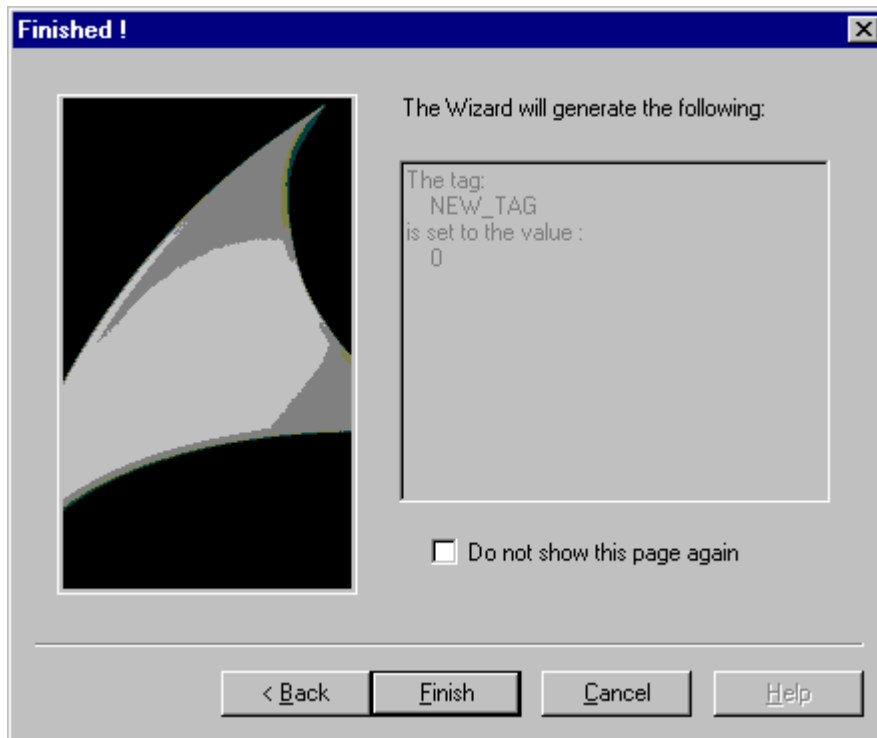 Finished !
The Wizard will generate the following:
The tag:
NEW_TAG
is set to the value :
0
Do not show this page again
< Back
Finish
Cancel
Help